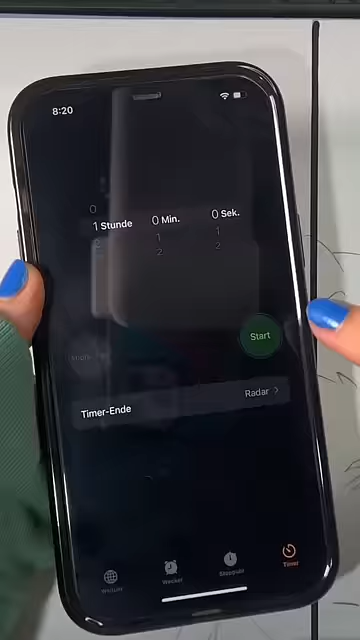 8:20
0
1 Stunde 0 Min. 0 Sek.
2 1 1
2 2
Start
Timer-Ende Radar >
Weltuhr Wecker Stoppuhr Timer